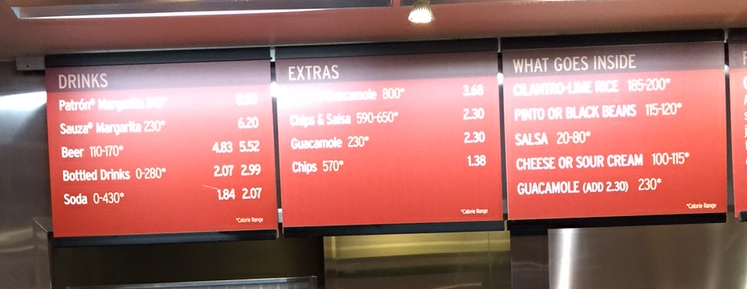 DRINKS
Patrón® Margarita
Sauza® Margarita 230* 6.20
Beer 110-170* 4.83 5.52
Bottled Drinks 0-280* 2.07 2.99
Soda 0-430* 1.84 2.07
*Calorie Range
EXTRAS
Guacamole 800* 3.68
Chips & Salsa 590-650* 2.30
Guacamole 230* 2.30
Chips 570* 1.38
*Calorie Range
WHAT GOES INSIDE
CILANTRO-LIME RICE 185-200*
PINTO OR BLACK BEANS 115-120*
SALSA 20-80*
CHEESE OR SOUR CREAM 100-115*
GUACAMOLE (ADD 2.30) 230*
*Calorie Range